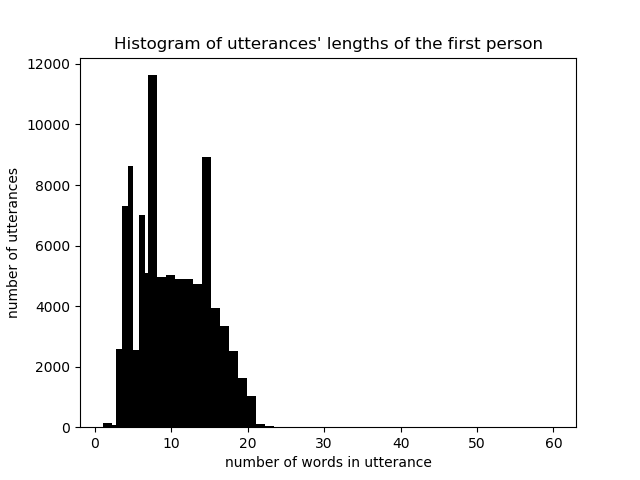 Histogram of utterances' lengths of the first person
12000
10000
8000
6000
4000
2000
0
number of utterances
0 10 20 30 40 50 60
number of words in utterance